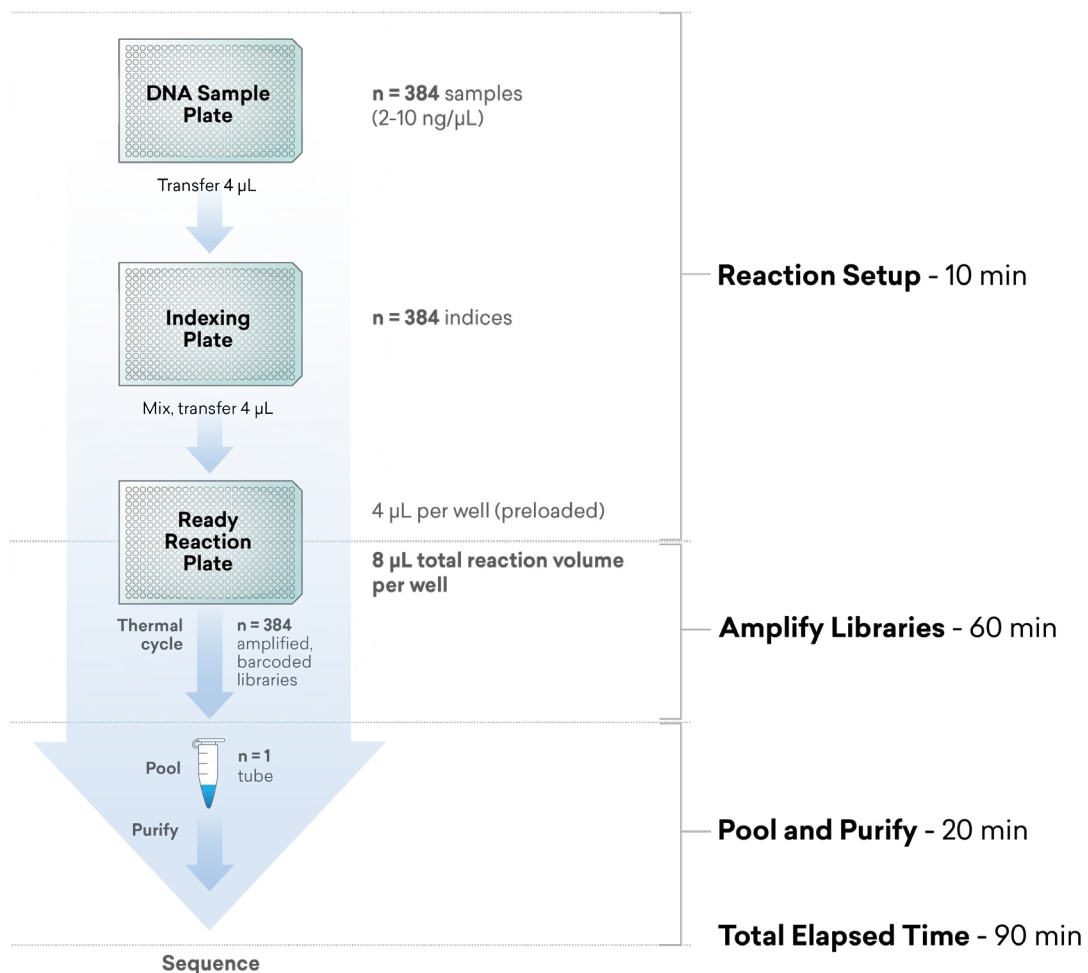 DNA Sample
Plate
n = 384 samples
(2-10 ng/µL)
Transfer 4 µL
Reaction Setup - 10 min
Indexing
Plate
n = 384 indices
Mix, transfer 4 µL
Ready
Reaction
Plate
4 µL per well (preloaded)
8 µL total reaction volume
per well
Thermal
cycle
n = 384
amplified,
barcoded
libraries
Amplify Libraries - 60 min
Pool
n = 1
tube
Purify
Pool and Purify - 20 min
Total Elapsed Time - 90 min
Sequence